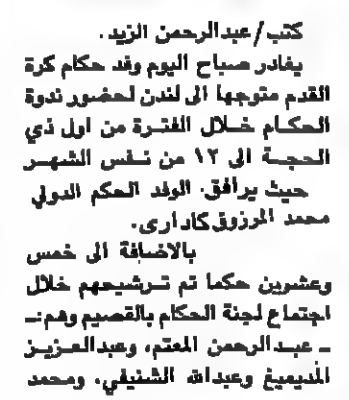 كتب/عبدالرحمن الزيد.
يغادر صباح اليوم وفد حكام كرة
القدم متوجها الى لندن لحضور ندوة
الحكام خلال الفترة من اول ذي
الحجة الى ١٢ من نفس الشهر
حيث يرافق. الوفد الحكم الدولي
محمد المرزوق كادارى.
بالاضافة الى خمس
وعشرين حكما تم ترشيحهم خلال
اجتماع لجنة الحكام بالقصيم وهم:ـ
ـ عبدالرحمن المعتم، وعبدالعزيز
المديميغ وعبدالله الشنيفي، ومحمد